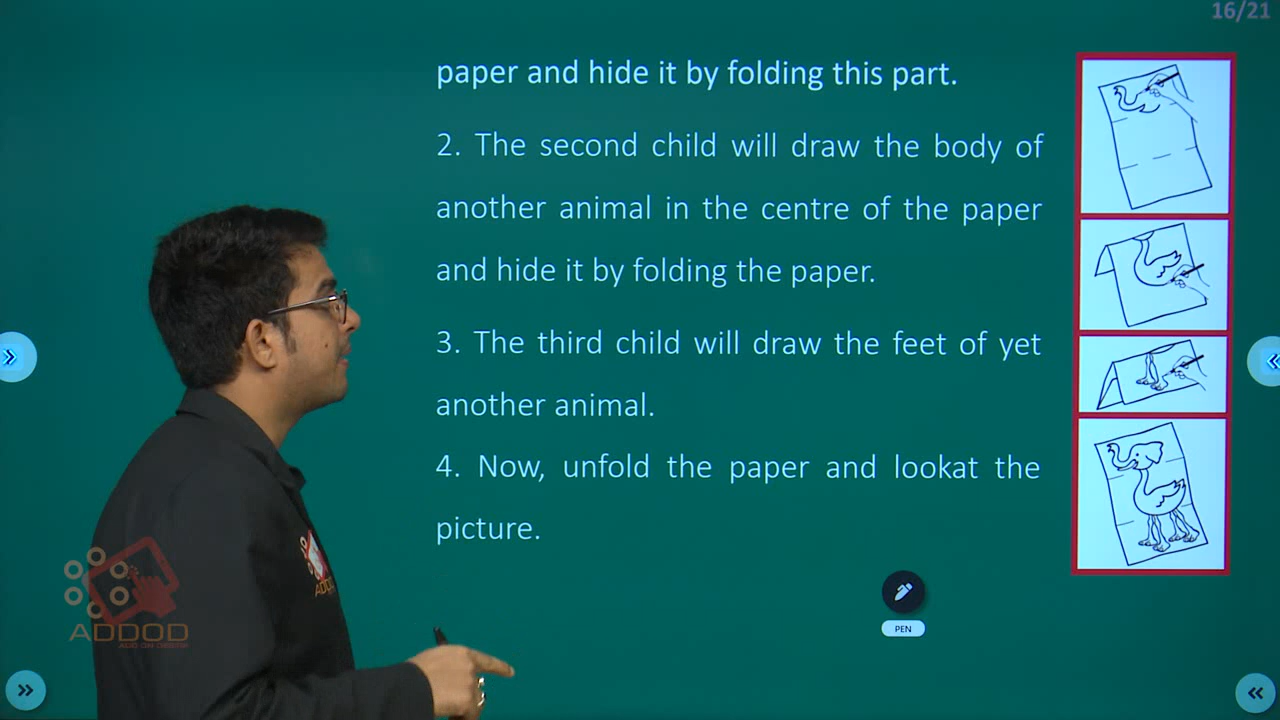 16/21
paper and hide it by folding this part.
2. The second child will draw the body of
another animal in the centre of the paper
and hide it by folding the paper.
3. The third child will draw the feet of yet
another animal.
4. Now, unfold the paper and lookat the
picture.
PEN
ADDOD
ADDOD